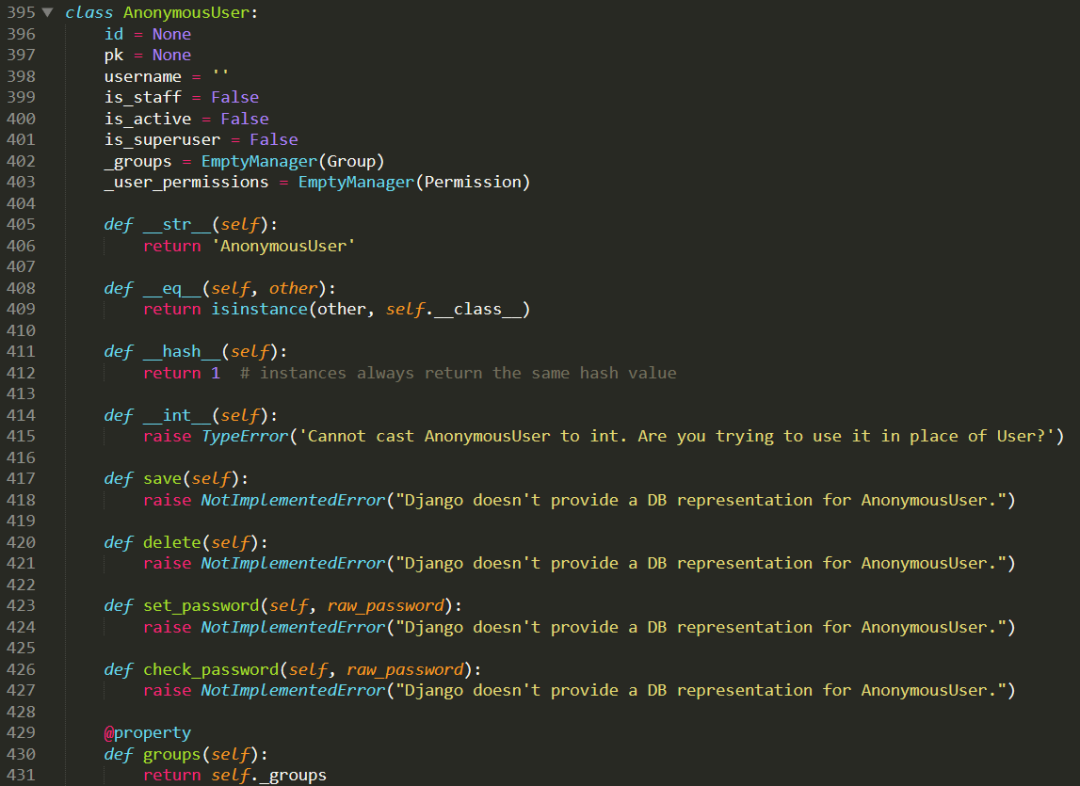 395 ▼ class AnonymousUser:
396     id = None
397     pk = None
398     username = ''
399     is_staff = False
400     is_active = False
401     is_superuser = False
402     _groups = EmptyManager(Group)
403     _user_permissions = EmptyManager(Permission)
404
405     def __str__(self):
406         return 'AnonymousUser'
407
408     def __eq__(self, other):
409         return isinstance(other, self.__class__)
410
411     def __hash__(self):
412         return 1  # instances always return the same hash value
413
414     def __int__(self):
415         raise TypeError('Cannot cast AnonymousUser to int. Are you trying to use it in place of User?')
416
417     def save(self):
418         raise NotImplementedError("Django doesn't provide a DB representation for AnonymousUser.")
419
420     def delete(self):
421         raise NotImplementedError("Django doesn't provide a DB representation for AnonymousUser.")
422
423     def set_password(self, raw_password):
424         raise NotImplementedError("Django doesn't provide a DB representation for AnonymousUser.")
425
426     def check_password(self, raw_password):
427         raise NotImplementedError("Django doesn't provide a DB representation for AnonymousUser.")
428
429     @property
430     def groups(self):
431         return self._groups